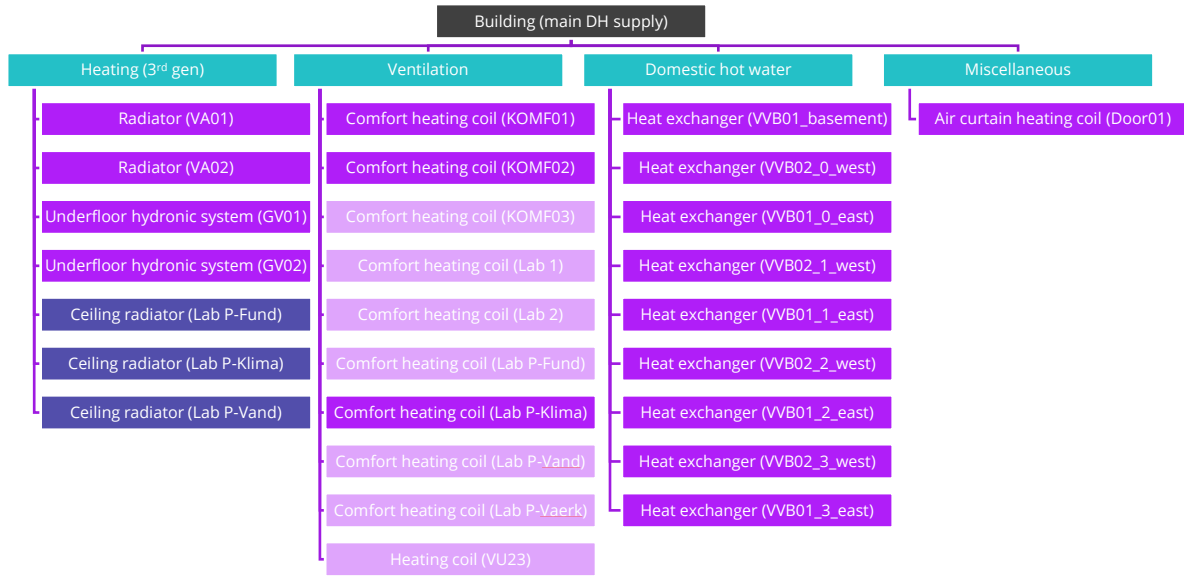 Building (main DH supply)
Heating (3rd gen)
Radiator (VA01)
Radiator (VA02)
Underfloor hydronic system (GV01)
Underfloor hydronic system (GV02)
Ceiling radiator (Lab P-Fund)
Ceiling radiator (Lab P-Klima)
Ceiling radiator (Lab P-Vand)
Ventilation
Comfort heating coil (KOMF01)
Comfort heating coil (KOMF02)
Comfort heating coil (KOMF03)
Comfort heating coil (Lab 1)
Comfort heating coil (Lab 2)
Comfort heating coil (Lab P-Fund)
Comfort heating coil (Lab P-Klima)
Comfort heating coil (Lab P-Vand)
Comfort heating coil (Lab P-Vaerk)
Heating coil (VU23)
Domestic hot water
Heat exchanger (VVB01_basement)
Heat exchanger (VVB02_0_west)
Heat exchanger (VVB01_0_east)
Heat exchanger (VVB02_1_west)
Heat exchanger (VVB01_1_east)
Heat exchanger (VVB02_2_west)
Heat exchanger (VVB01_2_east)
Heat exchanger (VVB02_3_west)
Heat exchanger (VVB01_3_east)
Miscellaneous
Air curtain heating coil (Door01)